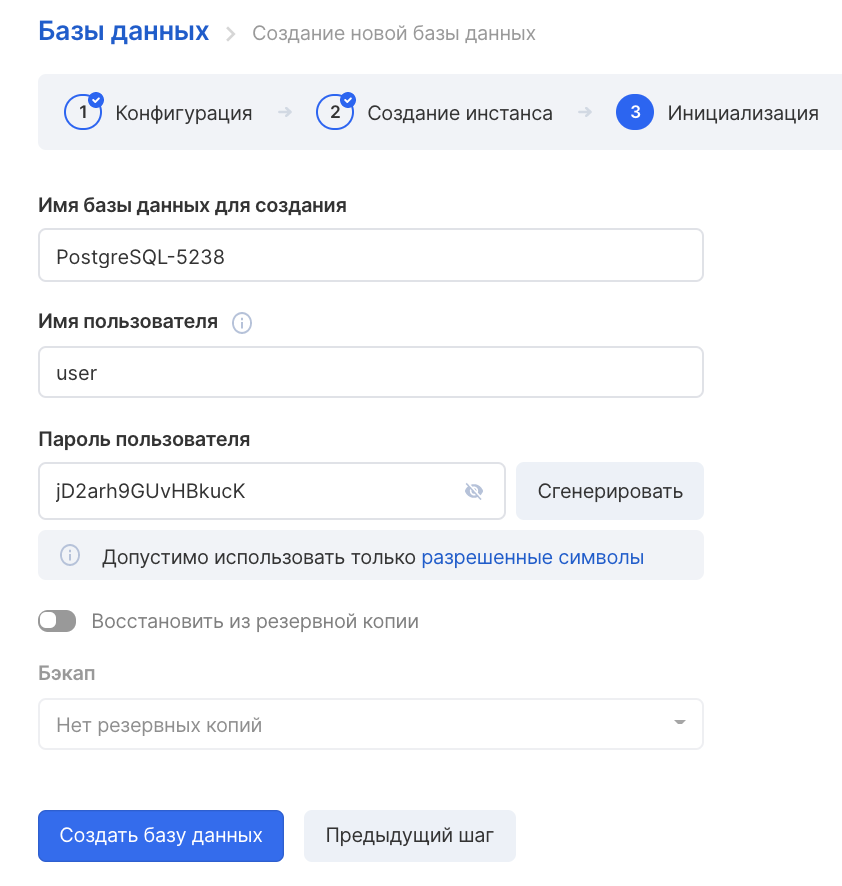 Базы данных > Создание новой базы данных
1 Конфигурация → 2 Создание инстанса → 3 Инициализация
Имя базы данных для создания
PostgreSQL-5238
Имя пользователя
user
Пароль пользователя
jD2arh9GUvHBkucK Сгенерировать
Допустимо использовать только разрешенные символы
Восстановить из резервной копии
Бэкап
Нет резервных копий
Создать базу данных Предыдущий шаг